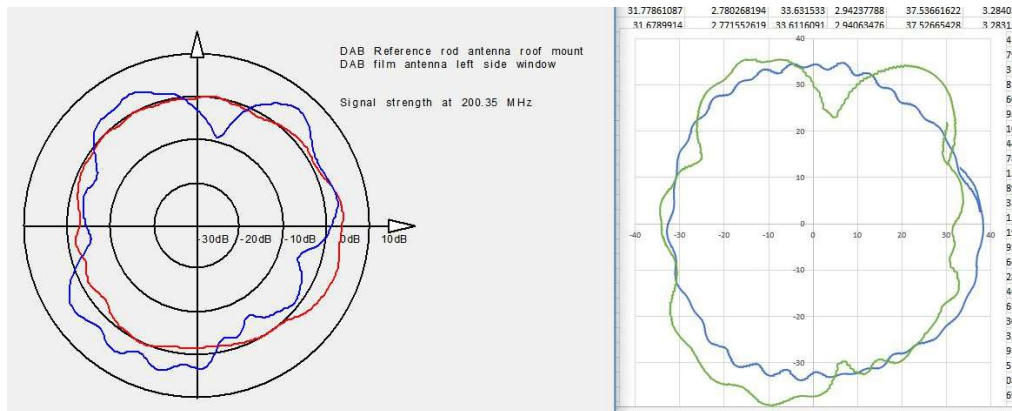 DAB Reference rod antenna roof mount
DAB film antenna left side window
Signal strength at 200.35 MHz
-30dB -20dB -10dB 0dB 10dB
31.77861087 2.780268194 33.631533 2.94237788 37.53661622
31.6789914 2.771552619 33.6116091 2.94063476 37.52665428
40
30
20
10
-40 -30 -20 -10 0 0 10 20 30 40
-10
-20
-30